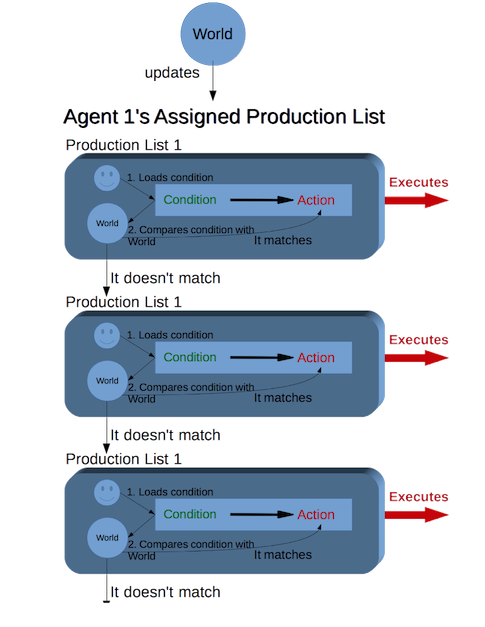 World
updates
Agent 1's Assigned Production List
Production List 1
1. Loads condition
Executes
Condition
Action
World
2. Compares condition with
World
It matches
It doesn't match
Production List 1
1. Loads condition
Executes
Condition
Action
World
2. Compares condition with
World
It matches
It doesn't match
Production List 1
1. Loads condition
Executes
Condition
Action
World
2. Compares condition with
World
It matches
It doesn't match